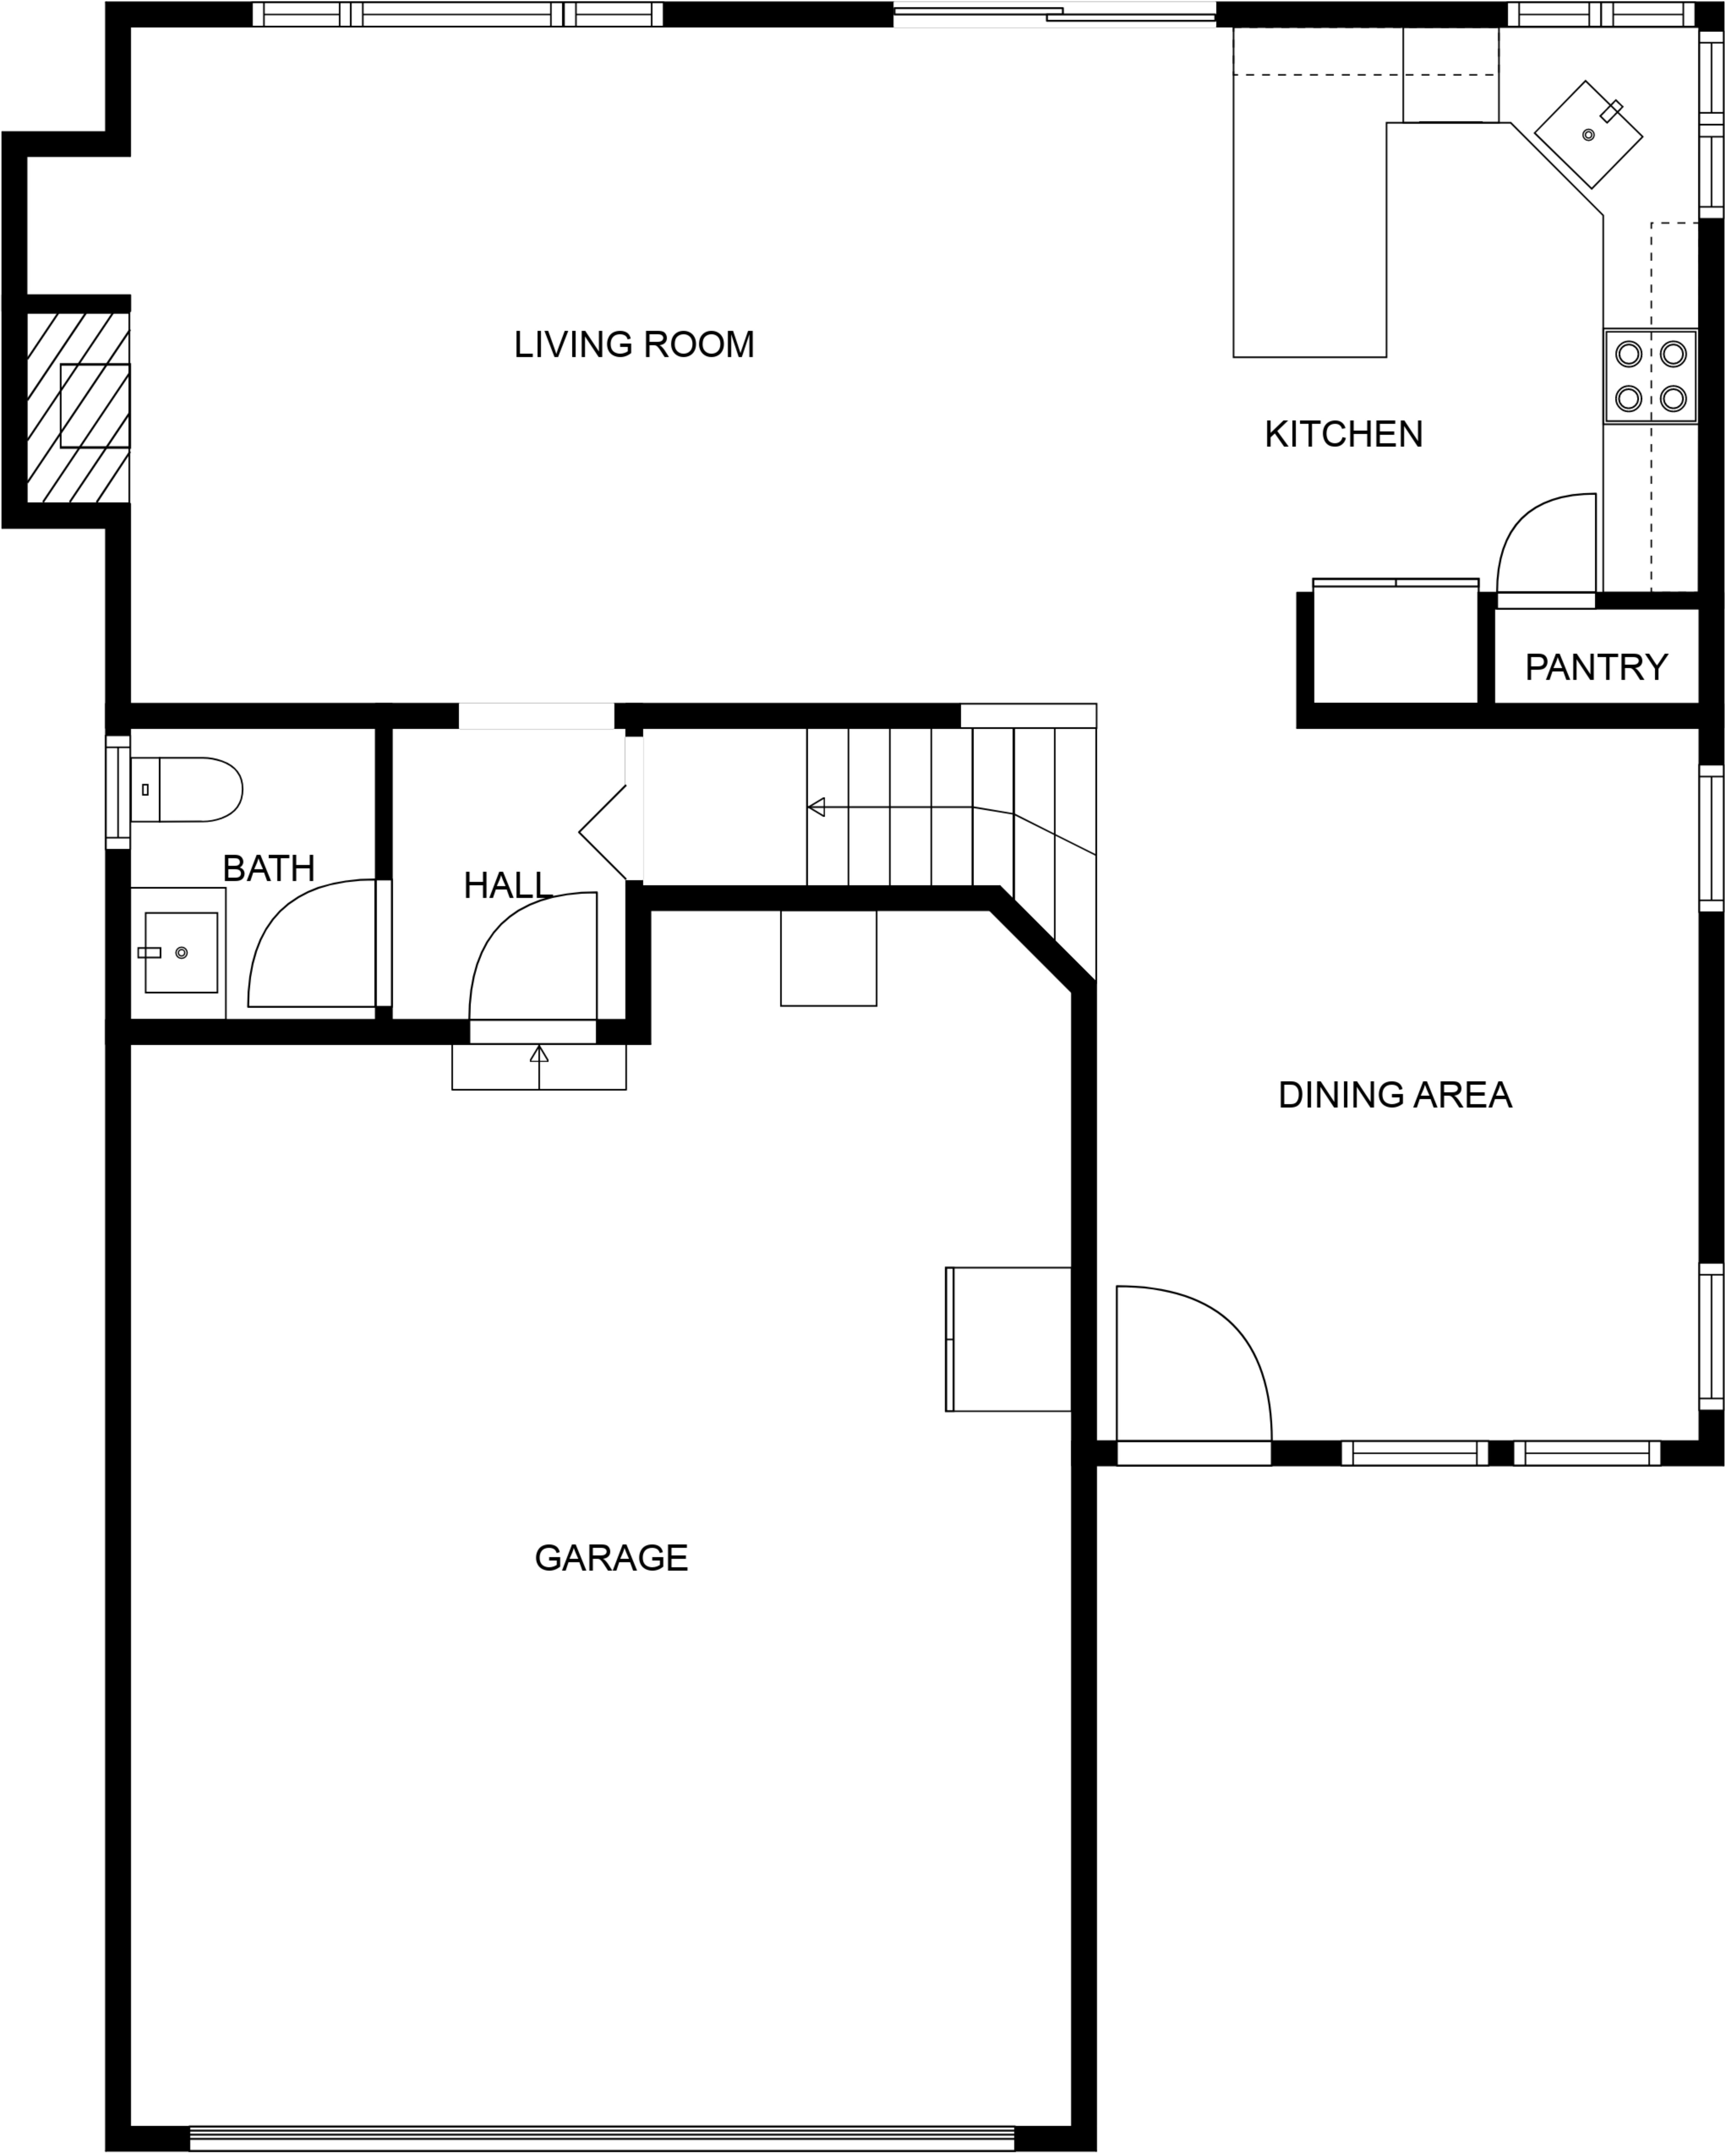 LIVING ROOM
KITCHEN
PANTRY
BATH
HALL
DINING AREA
GARAGE